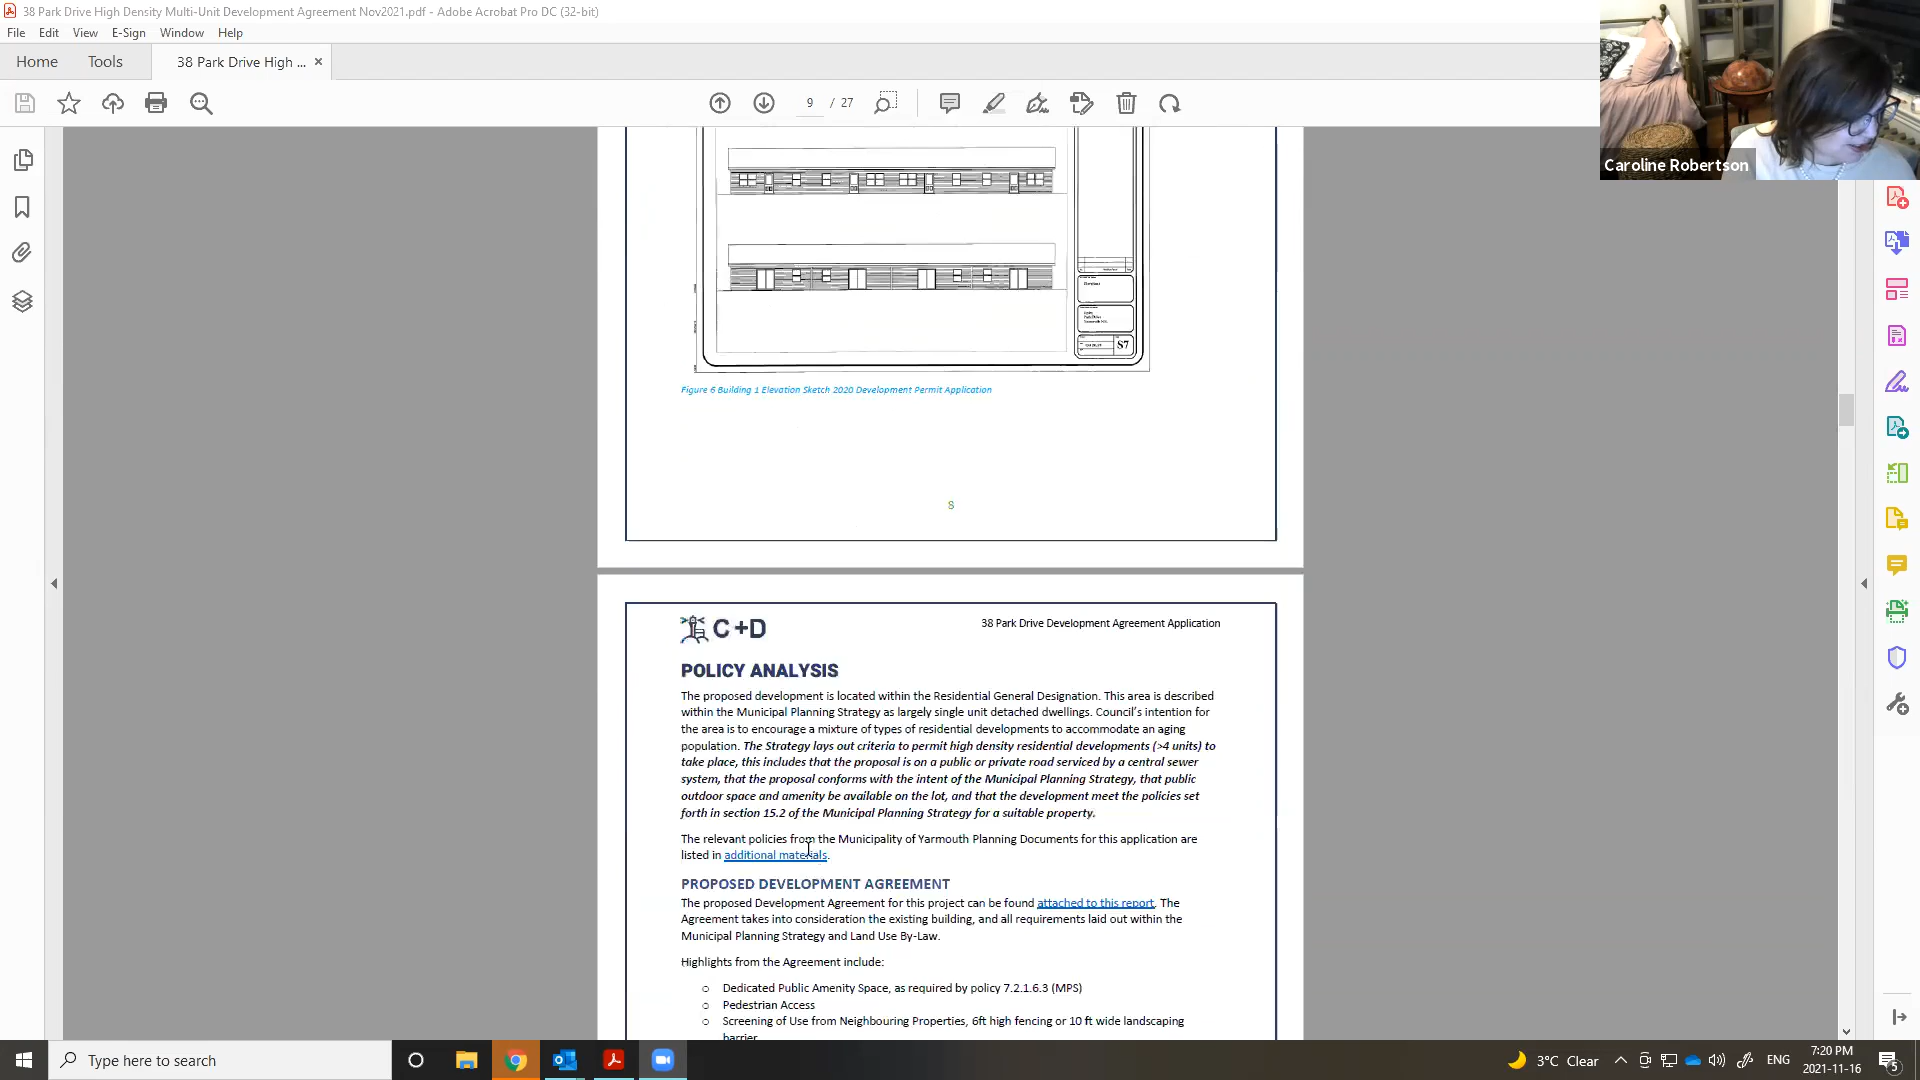 38 Park Drive High Density Multi-Unit Development Agreement Nov2021.pdf - Adobe Acrobat Pro DC (32-bit)
File Edit View E-Sign Window Help
Home Tools 38 Park Drive High ... ×
9 / 27
Caroline Robertson
S7
Figure 6 Building 1 Elevation Sketch 2020 Development Permit Application
8
C+D
38 Park Drive Development Agreement Application
POLICY ANALYSIS
The proposed development is located within the Residential General Designation. This area is described
within the Municipal Planning Strategy as largely single unit detached dwellings. Council's intention for
the area is to encourage a mixture of types of residential developments to accommodate an aging
population. The Strategy lays out criteria to permit high density residential developments (>4 units) to
take place, this includes that the proposal is on a public or private road serviced by a central sewer
system, that the proposal conforms with the intent of the Municipal Planning Strategy, that public
outdoor space and amenity be available on the lot, and that the development meet the policies set
forth in section 15.2 of the Municipal Planning Strategy for a suitable property.
The relevant policies from the Municipality of Yarmouth Planning Documents for this application are
listed in additional materials.
PROPOSED DEVELOPMENT AGREEMENT
The proposed Development Agreement for this project can be found attached to this report. The
Agreement takes into consideration the existing building, and all requirements laid out within the
Municipal Planning Strategy and Land Use By-Law.
Highlights from the Agreement include:
o Dedicated Public Amenity Space, as required by policy 7.2.1.6.3 (MPS)
o Pedestrian Access
o Screening of Use from Neighbouring Properties, 6ft high fencing or 10 ft wide landscaping
barrier
Type here to search
3°C Clear
ENG
7:20 PM
2021-11-16
5